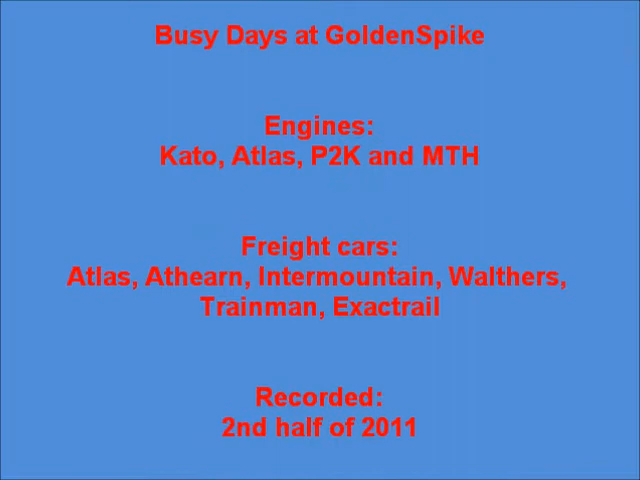 Busy Days at GoldenSpike
Engines:
Kato, Atlas, P2K and MTH
Freight cars:
Atlas, Athearn, Intermountain, Walthers,
Trainman, Exactrail
Recorded:
2nd half of 2011